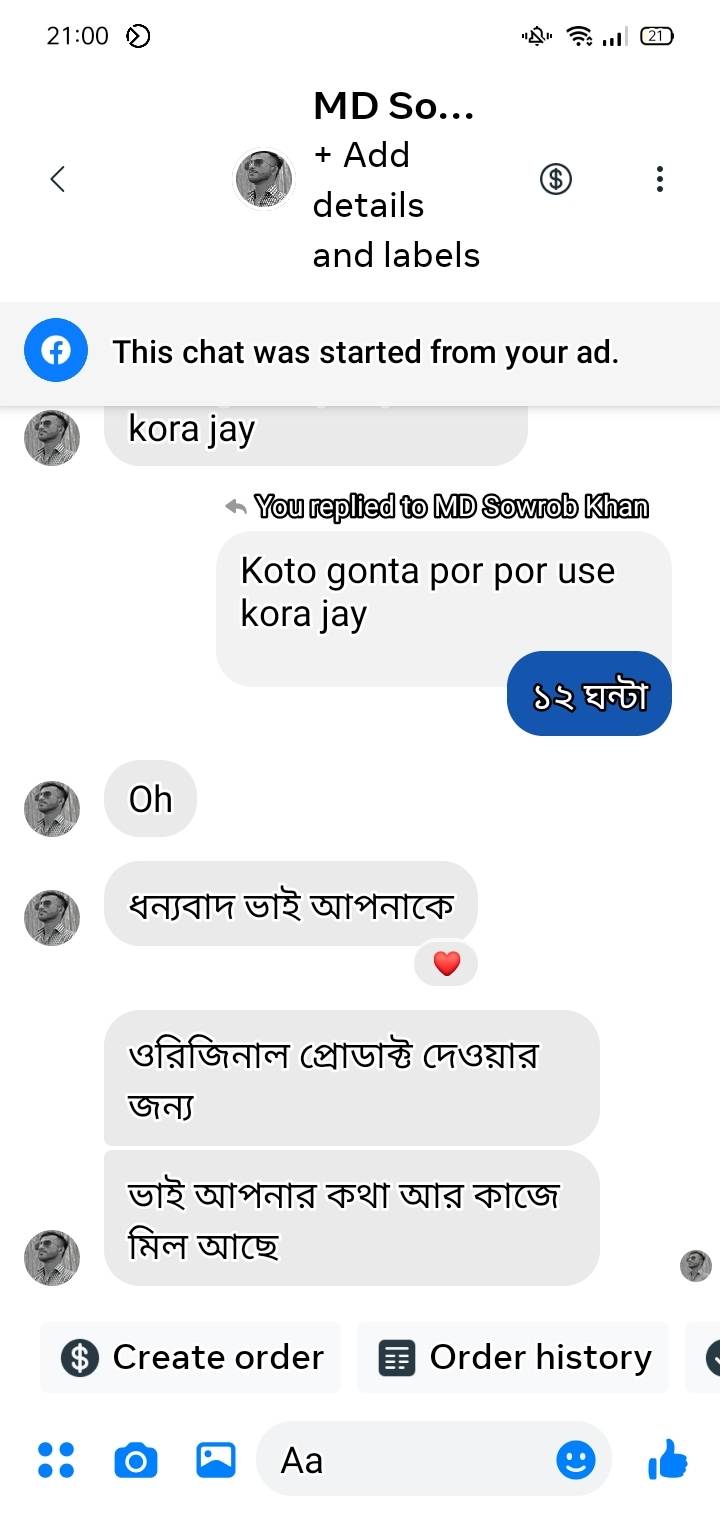 21:00
21
MD So...
+ Add
details
and labels
This chat was started from your ad.
kora jay
You replied to MD Sowrob Khan
Koto gonta por por use
kora jay
১২ ঘন্টা
Oh
ধন্যবাদ ভাই আপনাকে
ওরিজিনাল প্রোডাক্ট দেওয়ার
জন্য
ভাই আপনার কথা আর কাজে
মিল আছে
Create order
Order history
Aa